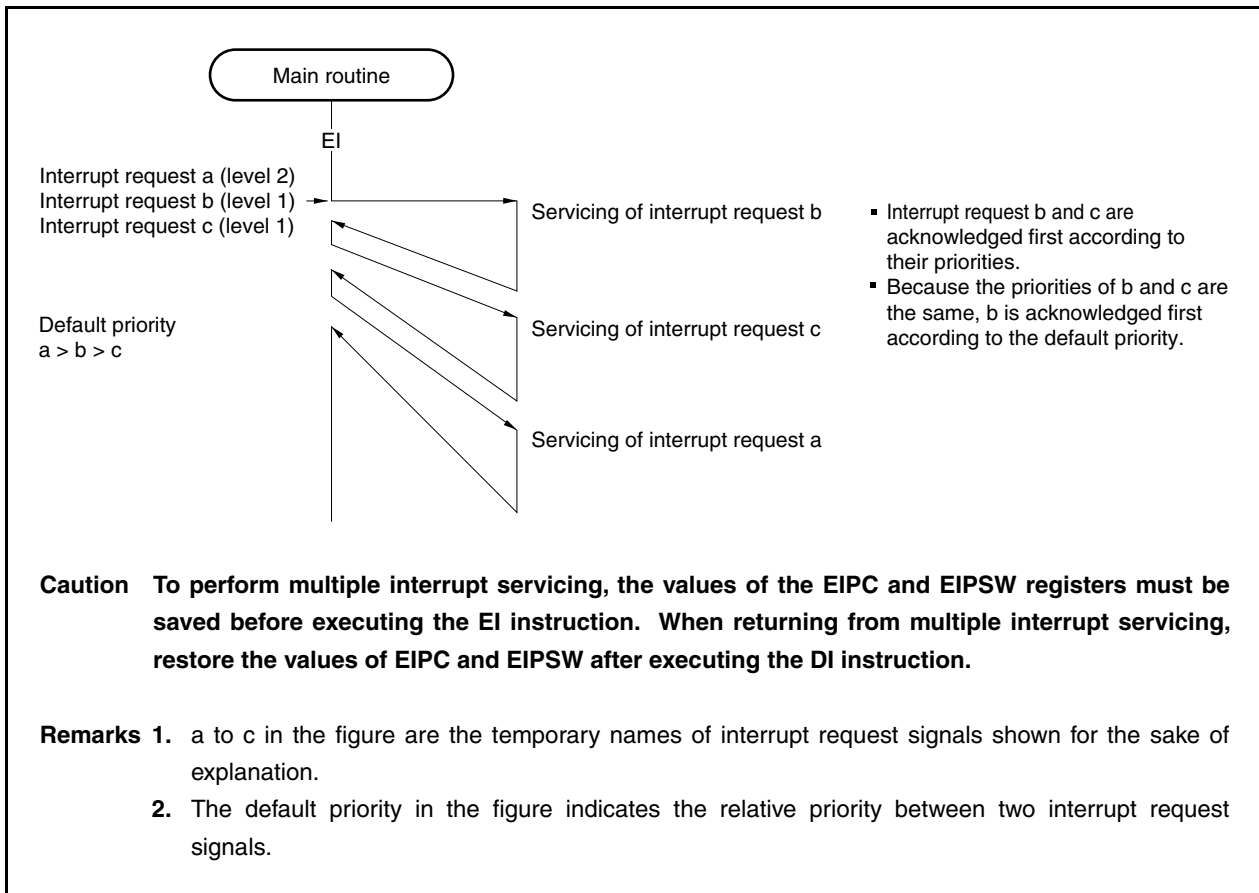 Main routine
EI
Interrupt request a (level 2)
Interrupt request b (level 1)
Interrupt request c (level 1)
Servicing of interrupt request b
▪ Interrupt request b and c are
acknowledged first according to
their priorities.
▪ Because the priorities of b and c are
the same, b is acknowledged first
according to the default priority.
Default priority
a > b > c
Servicing of interrupt request c
Servicing of interrupt request a
Caution To perform multiple interrupt servicing, the values of the EIPC and EIPSW registers must be
saved before executing the EI instruction. When returning from multiple interrupt servicing,
restore the values of EIPC and EIPSW after executing the DI instruction.
Remarks 1. a to c in the figure are the temporary names of interrupt request signals shown for the sake of
explanation.
2. The default priority in the figure indicates the relative priority between two interrupt request
signals.